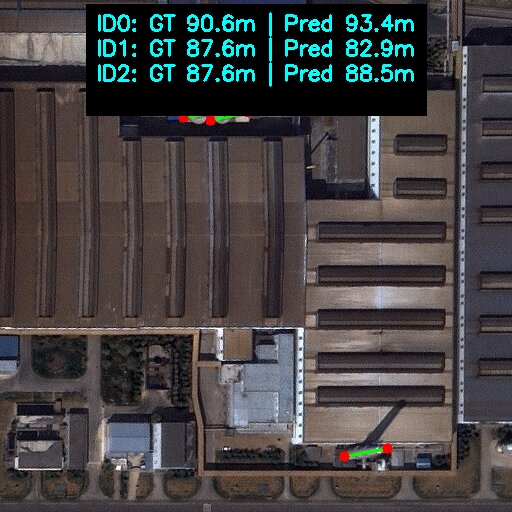 ID0: GT 90.6m | Pred 93.4m
ID1: GT 87.6m | Pred 82.9m
ID2: GT 87.6m | Pred 88.5m